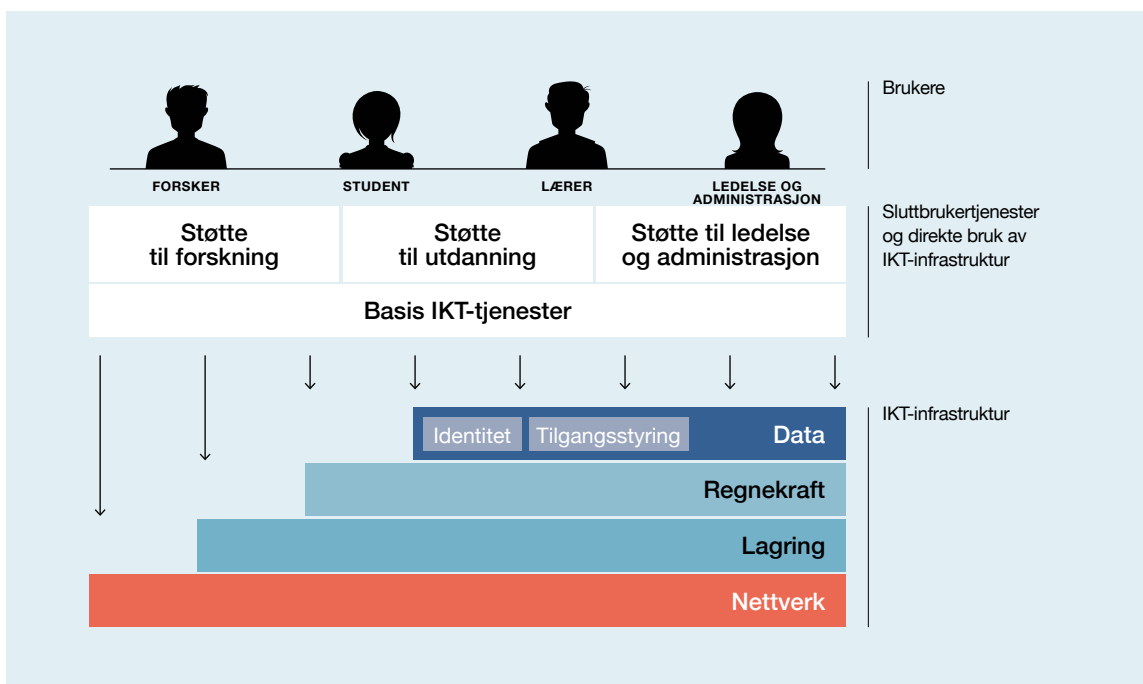 Brukere
FORSKER
STUDENT
LÆRER
LEDELSE OG
ADMINISTRASJON
Støtte
til forskning
Støtte
til utdanning
Støtte til ledelse
og administrasjon
Sluttbrukertjenester
og direkte bruk av
IKT-infrastruktur
Basis IKT-tjenester
IKT-infrastruktur
Identitet
Tilgangsstyring
Data
Regnekraft
Lagring
Nettverk